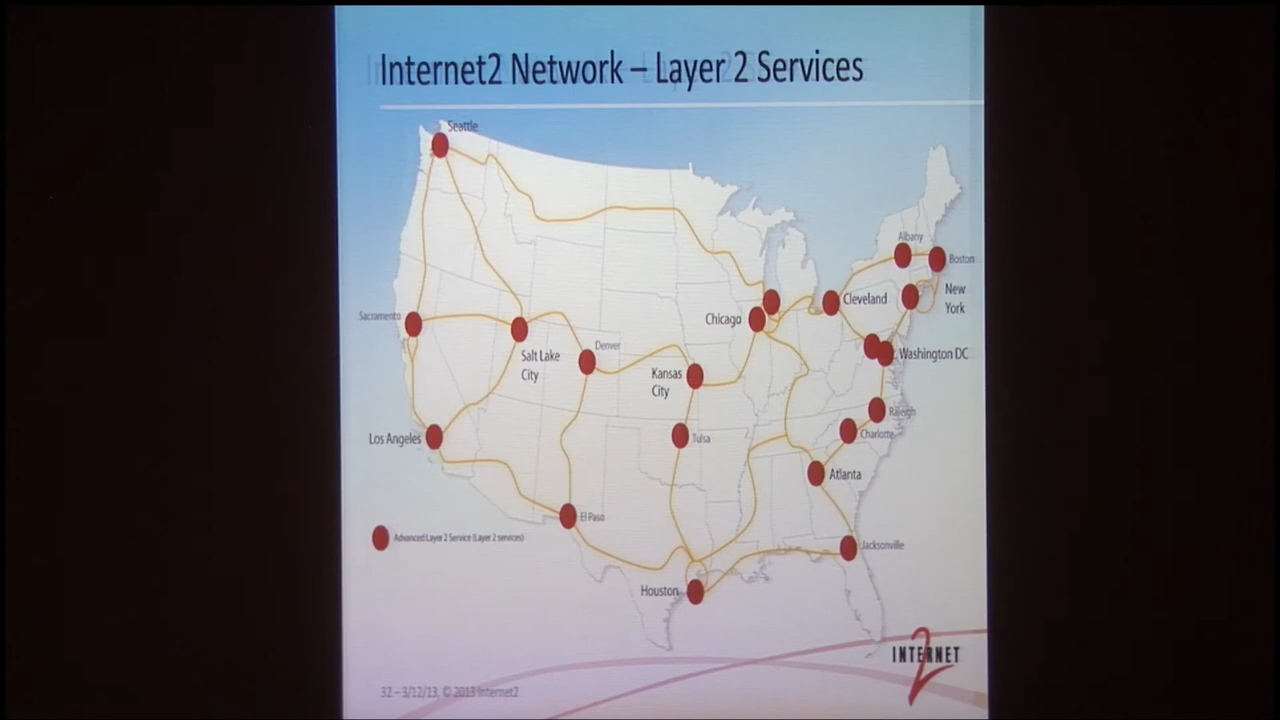 Internet2 Network – Layer 2 Services
Seattle
Albany
Boston
New
York
Cleveland
Chicago
Sacramento
Salt Lake
City
Denver
Kansas
City
Washington DC
Los Angeles
Tulsa
Raleigh
Charlotte
Atlanta
El Paso
Advanced Layer 2 Service (Layer 2 services)
Jacksonville
Houston
INTERNET
2
32 – 3/12/13, © 2013 Internet2